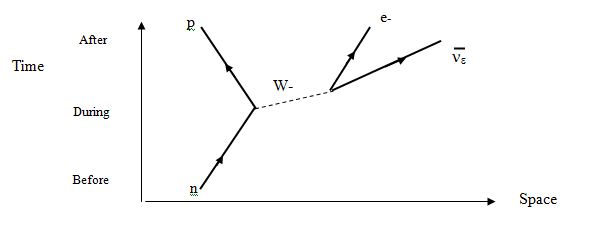 p
e-
After
ν̅ε
Time
W-
During
Before
n
Space